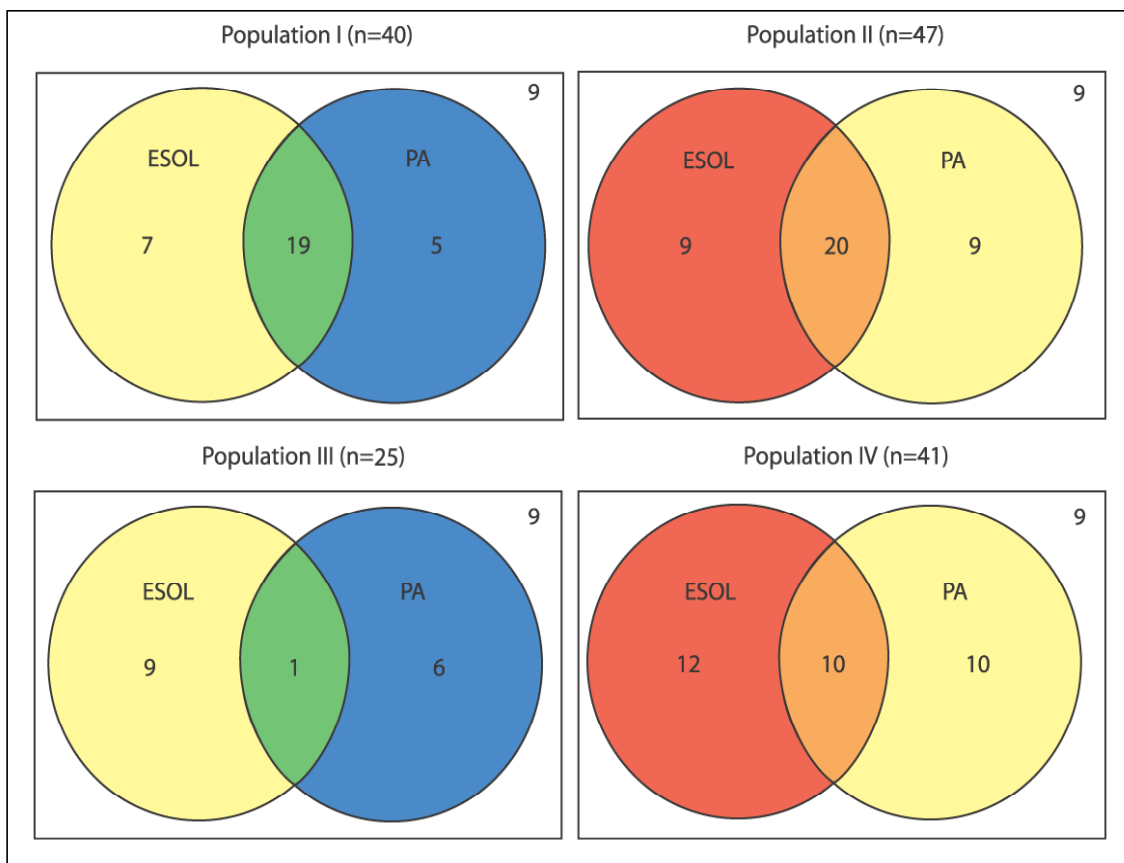 Population I (n=40)
9
ESOL
PA
7
19
5
Population II (n=47)
9
ESOL
PA
9
20
9
Population III (n=25)
9
ESOL
PA
9
1
6
Population IV (n=41)
9
ESOL
PA
12
10
10